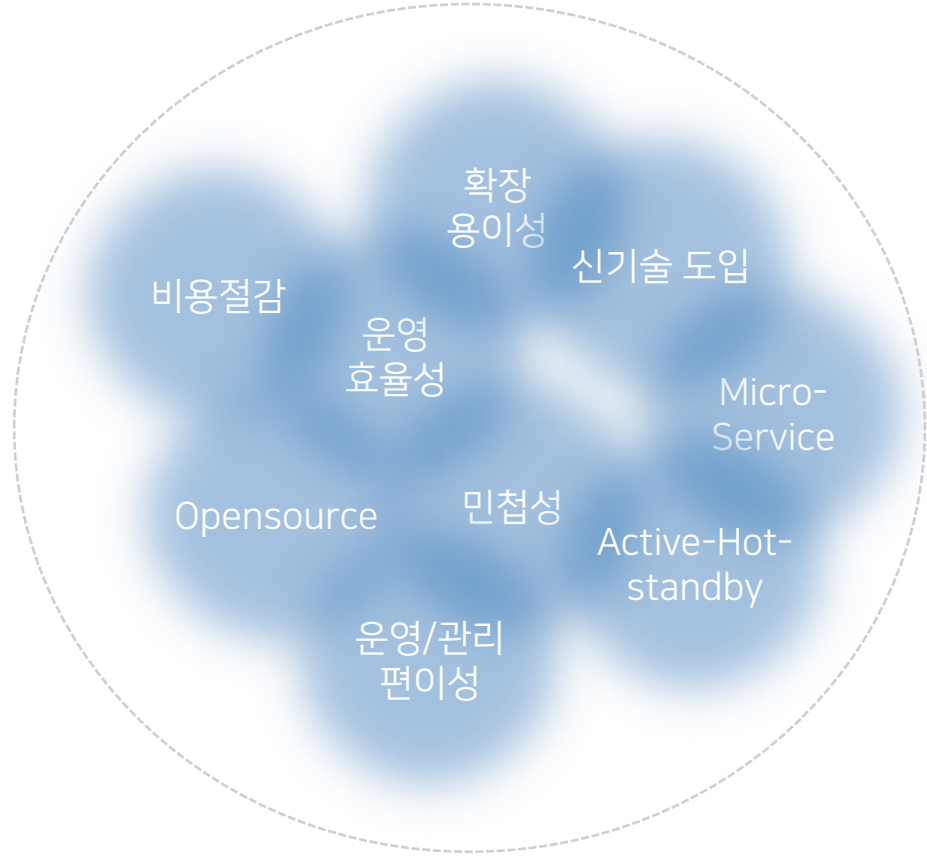 확장
용이성
신기술 도입
비용절감
운영
효율성
Micro-
Service
Opensource
민첩성
Active-Hot-
standby
운영/관리
편이성